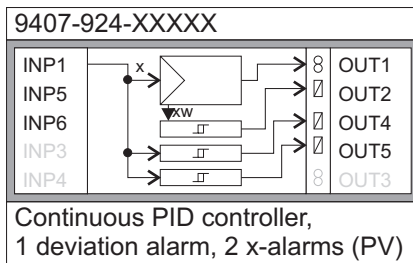 9407-924-XXXXX
INP1
INP5
INP6
INP3
INP4
x
xw
8 OUT1
OUT2
OUT4
OUT5
8 OUT3
Continuous PID controller,
1 deviation alarm, 2 x-alarms (PV)